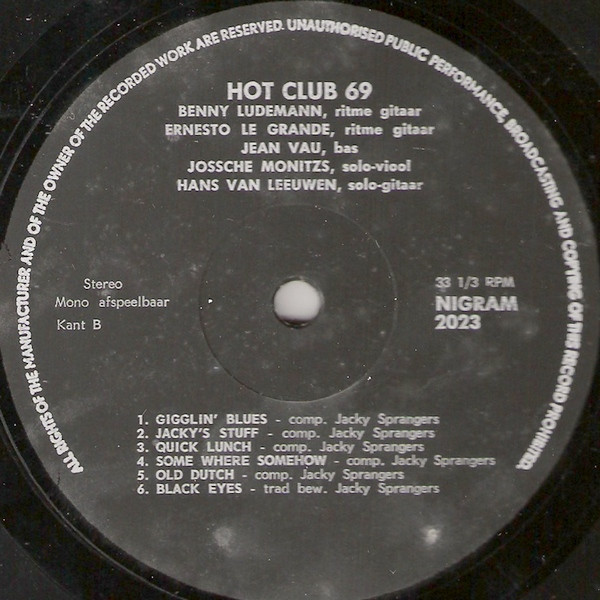 ALL RIGHTS OF THE MANUFACTURER AND OF THE OWNER OF THE RECORDED WORK ARE RESERVED. UNAUTHORISED PUBLIC PERFORMANCE, BROADCASTING AND COPYING OF THIS RECORD PROHIBITED.
HOT CLUB 69
BENNY LUDEMANN, ritme gitaar
ERNESTO LE GRANDE, ritme gitaar
JEAN VAU, bas
JOSSCHE MONITZS, solo-viool
HANS VAN LEEUWEN, solo-gitaar
Stereo
Mono afspeelbaar
Kant B
33 1/3 RPM
NIGRAM
2023
1. GIGGLIN' BLUES - comp. Jacky Sprangers
2. JACKY'S STUFF - comp. Jacky Sprangers
3. QUICK LUNCH - comp. Jacky Sprangers
4. SOME WHERE SOMEHOW - comp. Jacky Sprangers
5. OLD DUTCH - comp. Jacky Sprangers
6. BLACK EYES - trad bew. Jacky Sprangers